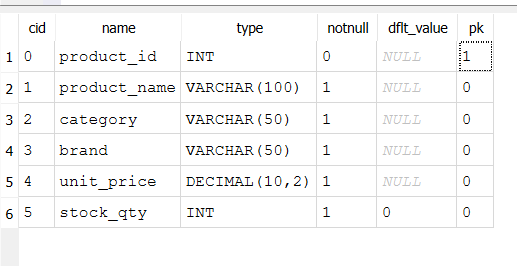 cid name type notnull dflt_value pk
1 0 product_id INT 0 NULL 1
2 1 product_name VARCHAR(100) 1 NULL 0
3 2 category VARCHAR(50) 1 NULL 0
4 3 brand VARCHAR(50) 1 NULL 0
5 4 unit_price DECIMAL(10,2) 1 NULL 0
6 5 stock_qty INT 1 0 0